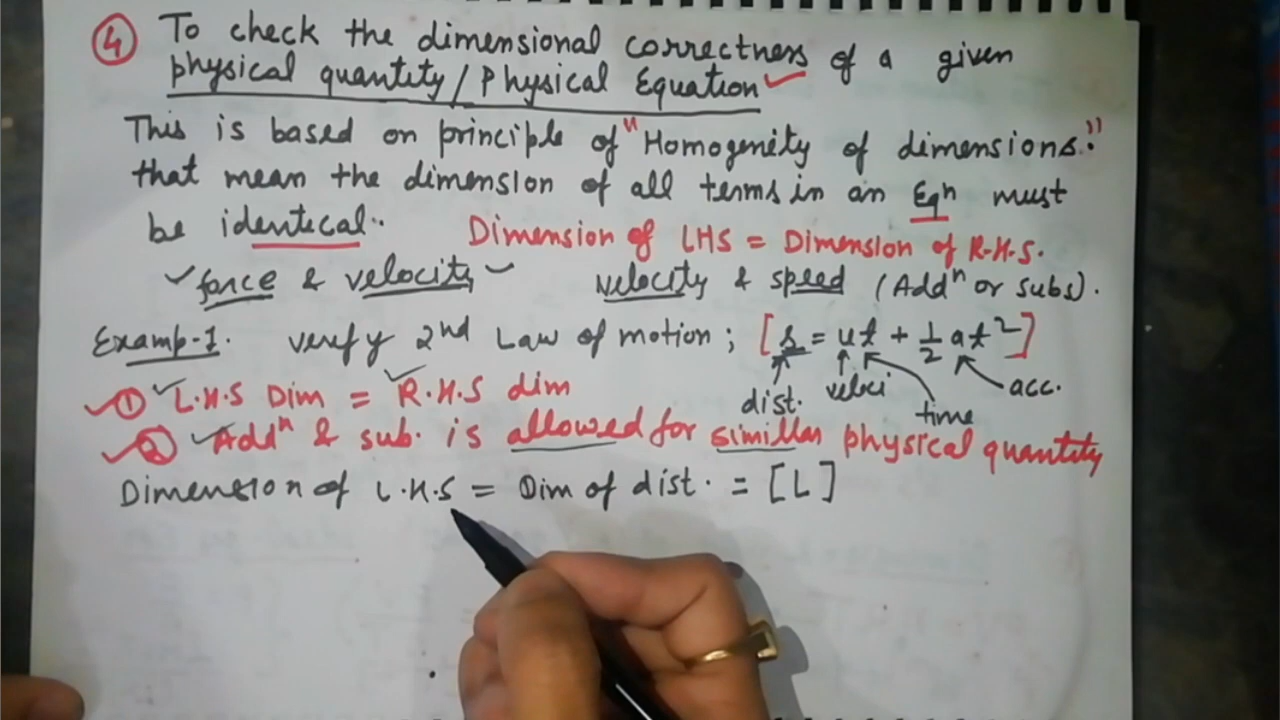 ④ To check the dimensional correctness of a given
physical quantity / Physical Equation ✓
This is based on principle of "Homogenity of dimensions."
that mean the dimension of all terms in an Eqⁿ must
be identical..
Dimension of LHS = Dimension of R.H.S.
✓ force & velocity ✓
velocity & speed (Addⁿ or subs).
Examp-1. verify 2nd Law of motion ; [s = ut + 1/2 at²]
dist. veloci time acc.
① L.H.S Dim = R.H.S dim
② Addⁿ & sub. is allowed for similar physical quantity
Dimension of L.H.S = Dim of dist. = [L]